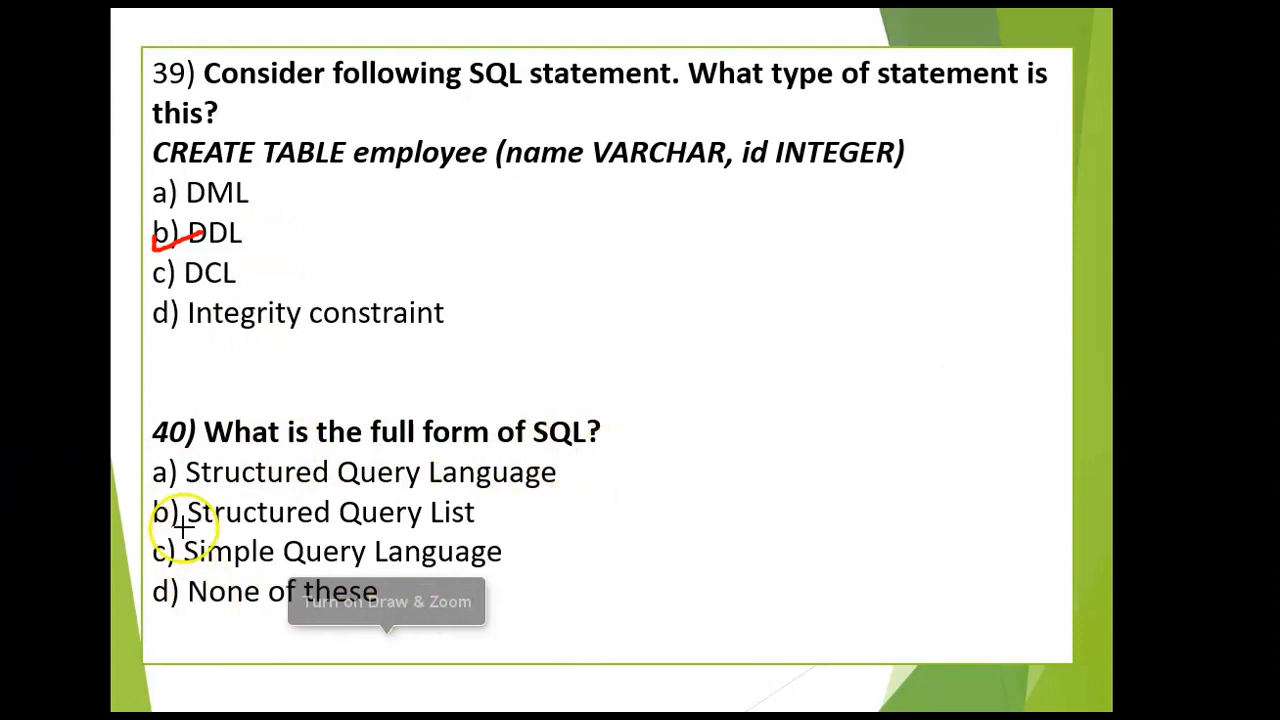 39) Consider following SQL statement. What type of statement is
this?
CREATE TABLE employee (name VARCHAR, id INTEGER)
a) DML
b) DDL
c) DCL
d) Integrity constraint
40) What is the full form of SQL?
a) Structured Query Language
b) Structured Query List
c) Simple Query Language
d) None of these
Turn on Draw & Zoom